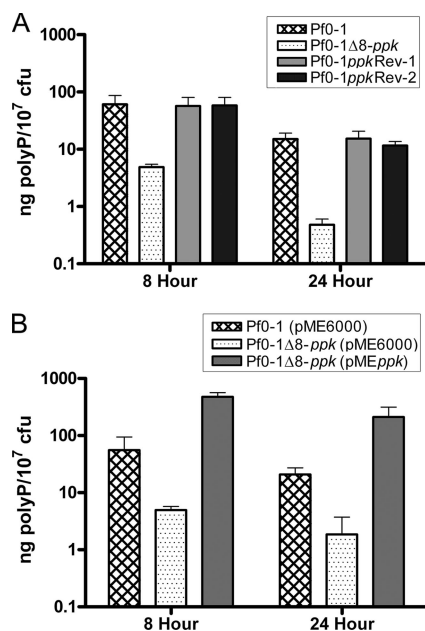 A
Pf0-1
Pf0-1Δ8-ppk
Pf0-1ppkRev-1
Pf0-1ppkRev-2
ng polyP/10⁷ cfu
1000
100
10
1
0.1
8 Hour
24 Hour
B
Pf0-1 (pME6000)
Pf0-1Δ8-ppk (pME6000)
Pf0-1Δ8-ppk (pMEppk)
ng polyP/10⁷ cfu
1000
100
10
1
0.1
8 Hour
24 Hour